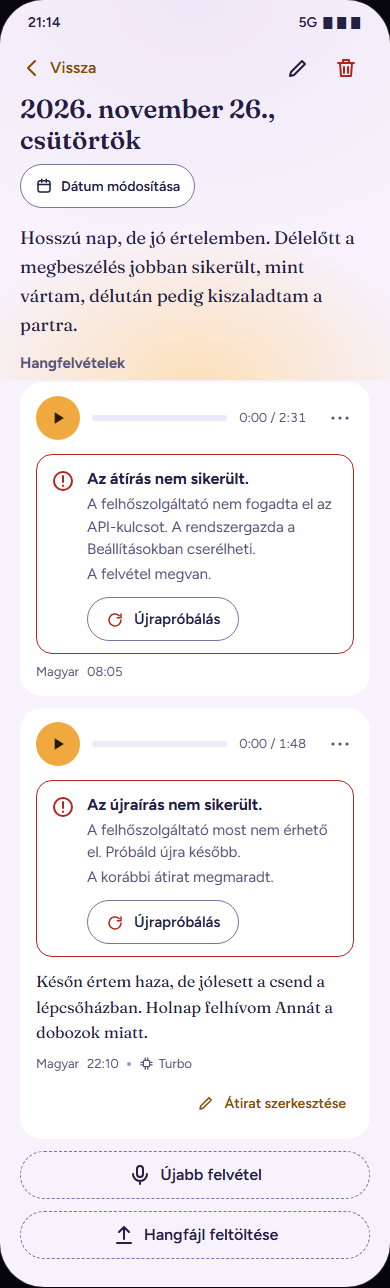 21:14
5G
Vissza
2026. november 26.,
csütörtök
Dátum módosítása
Hosszú nap, de jó értelemben. Délelőtt a
megbeszélés jobban sikerült, mint
vártam, délután pedig kiszaladtam a
partra.
Hangfelvételek
0:00 / 2:31
Az átírás nem sikerült.
A felhőszolgáltató nem fogadta el az
API-kulcsot. A rendszergazda a
Beállításokban cserélheti.
A felvétel megvan.
Újrapróbálás
Magyar 08:05
0:00 / 1:48
Az újraírás nem sikerült.
A felhőszolgáltató most nem érhető
el. Próbáld újra később.
A korábbi átirat megmaradt.
Újrapróbálás
Későn értem haza, de jólesett a csend a
lépcsőházban. Holnap felhívom Annát a
dobozok miatt.
Magyar 22:10 • Turbo
Átirat szerkesztése
Újabb felvétel
Hangfájl feltöltése